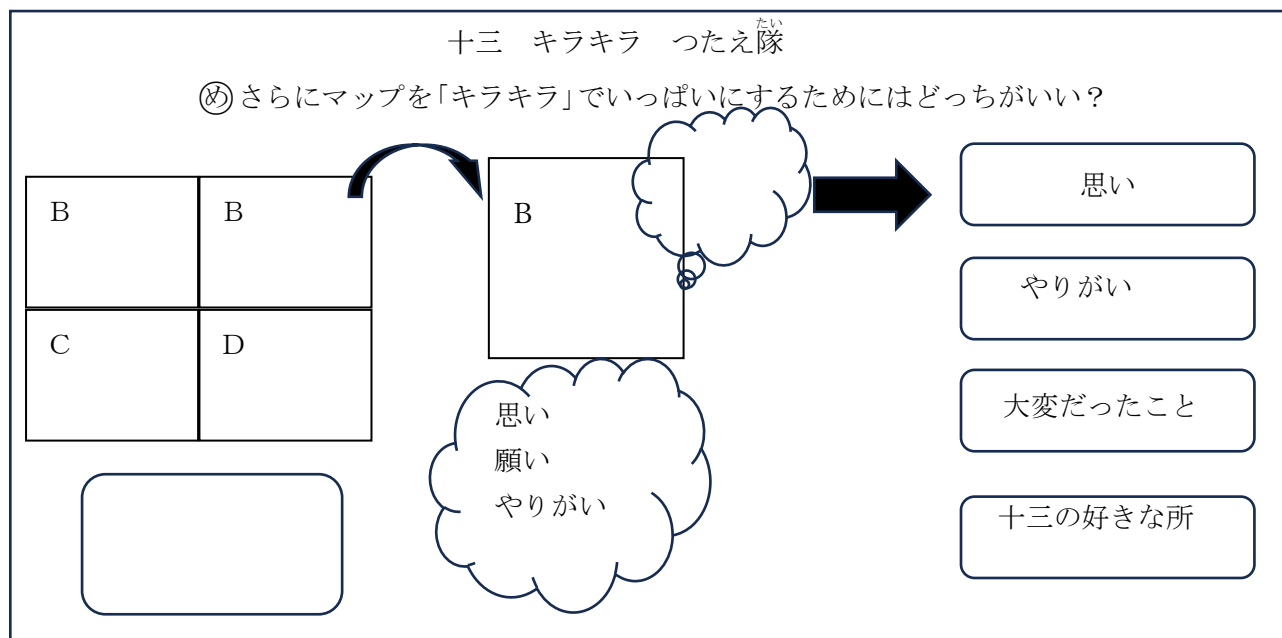 十三 キラキラ つたえ隊
たい
㋱さらにマップを「キラキラ」でいっぱいにするためにはどっちがいい？
B
B
C
D
B
思い
願い
やりがい
思い
やりがい
大変だったこと
十三の好きな所